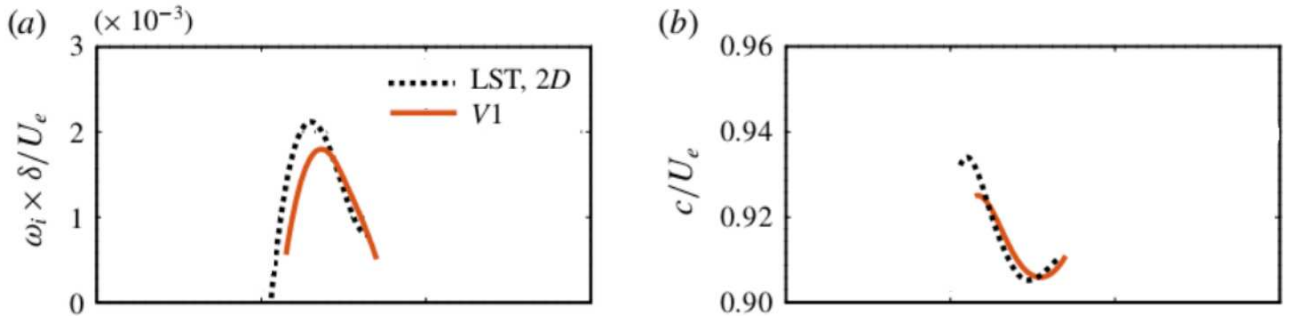 (a) (× 10⁻³)
3
2
1
0
ωᵢ × δ/Uₑ
LST, 2D
V1
(b)
0.96
0.94
0.92
0.90
c/Uₑ